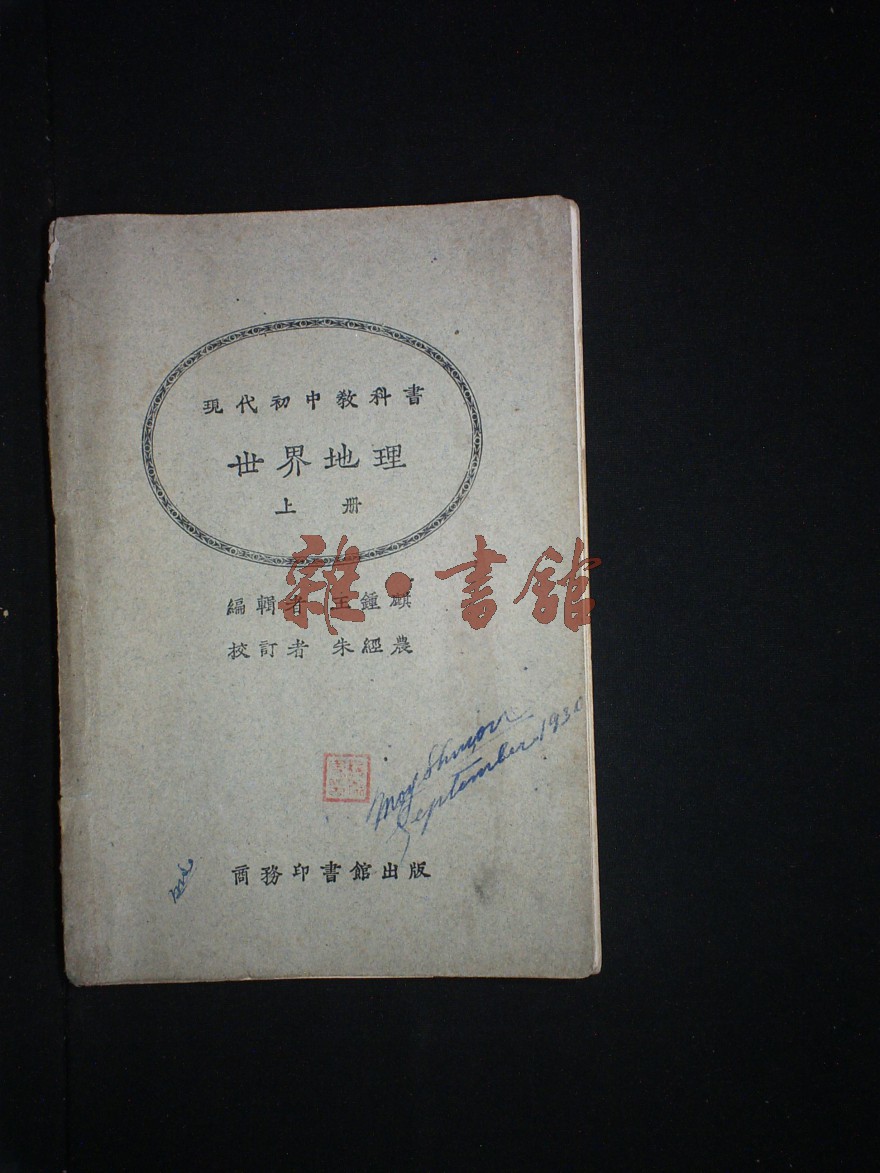 現代初中教科書
世界地理
上 册
雜·書館
編輯者 王鍾麒
校訂者 朱經農
September 193
商務印書館出版